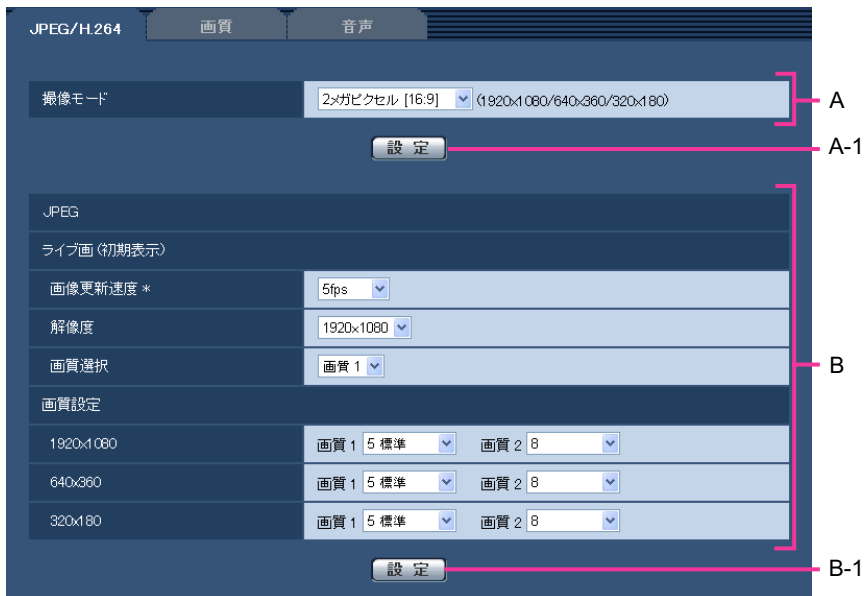 JPEG/H.264 画質 音声
撮像モード 2メガピクセル [16:9] (1920x1080/640x360/320x180) A
設 定 A-1
JPEG
ライブ画(初期表示)
画像更新速度 * 5fps
解像度 1920x1080
画質選択 画質 1 B
画質設定
1920x1080 画質 1 5 標準 画質 2 8
640x360 画質 1 5 標準 画質 2 8
320x180 画質 1 5 標準 画質 2 8
設 定 B-1